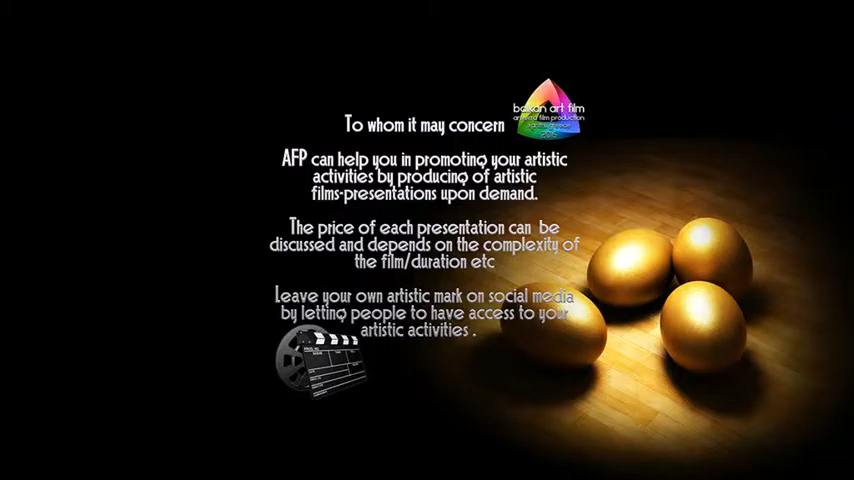 To whom it may concern
balkan art film
AFP can help you in promoting your artistic
activities by producing of artistic
films-presentations upon demand.
The price of each presentation can be
discussed and depends on the complexity of
the film/duration etc
Leave your own artistic mark on social media
by letting people to have access to your
artistic activities .